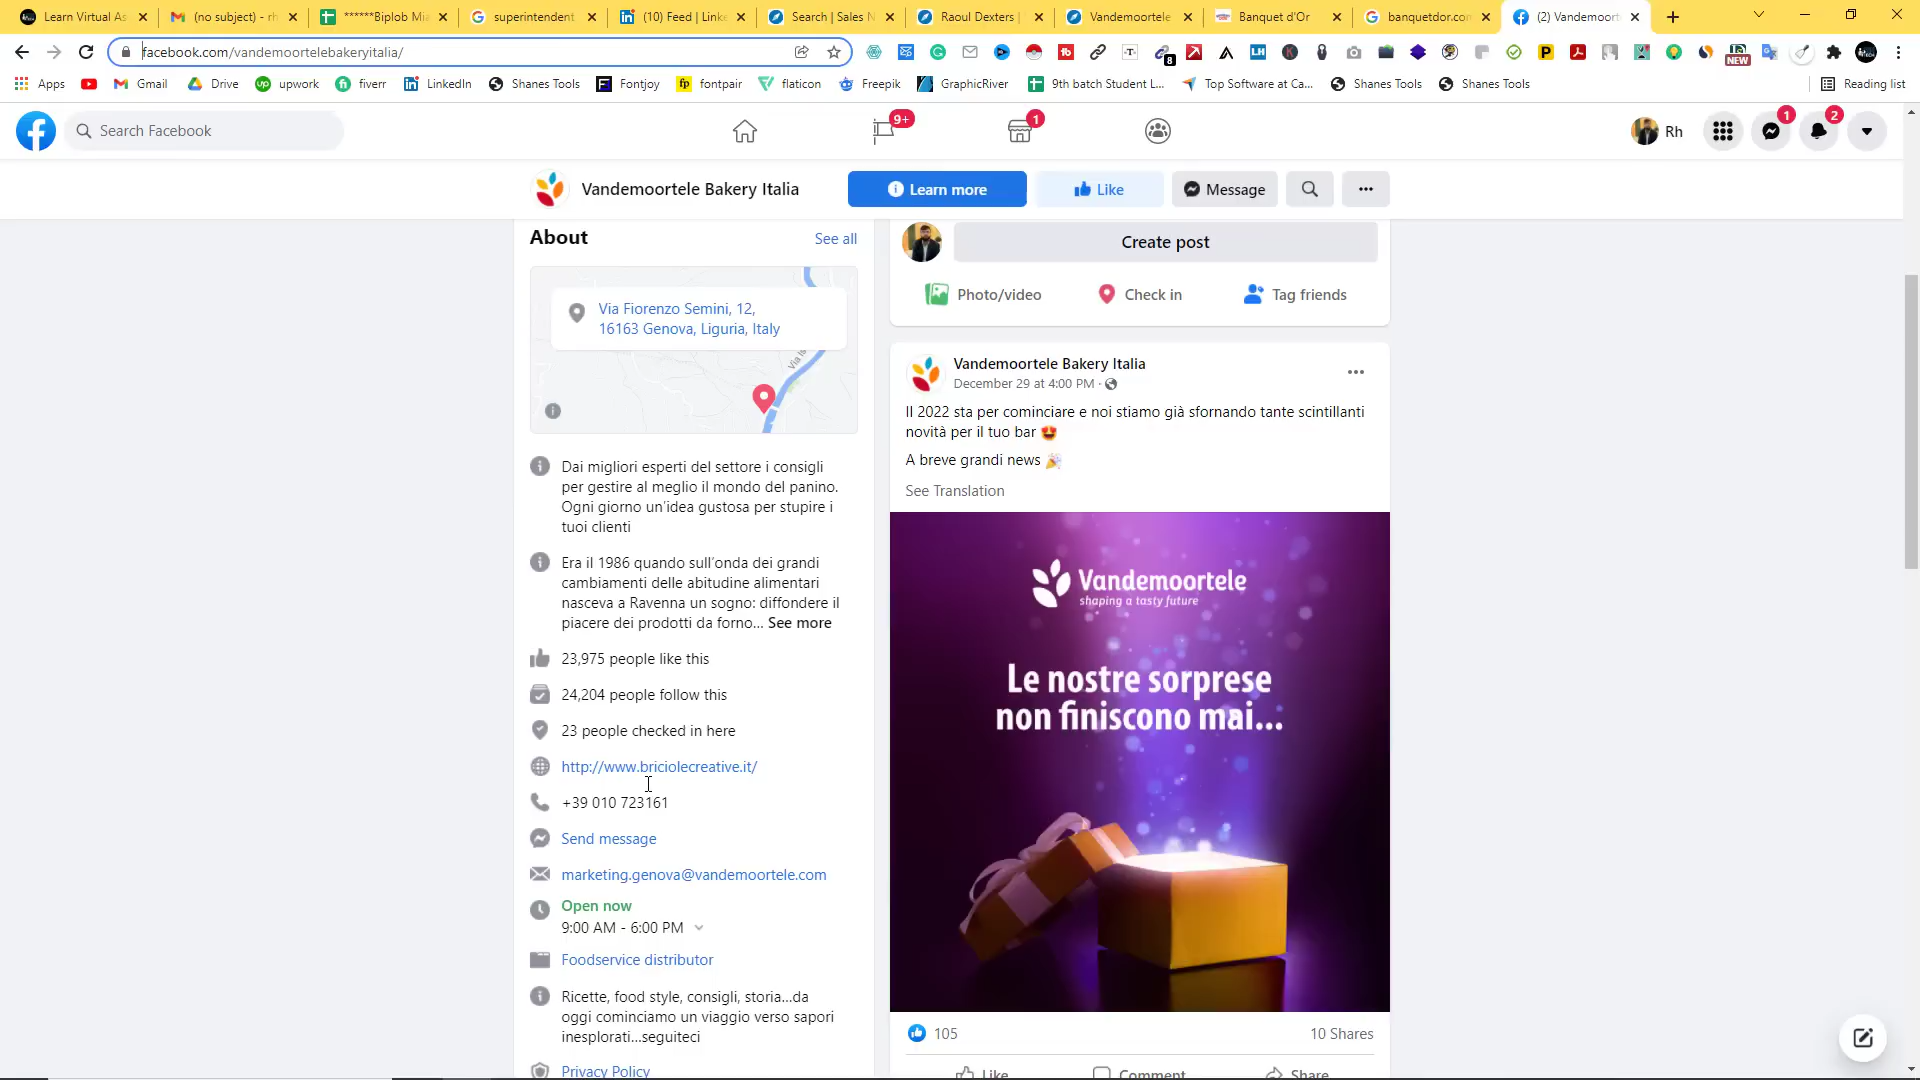 Learn Virtual As
(no subject) - rh
******Biplob Mia
superintendent
(10) Feed | Linke
Search | Sales N
Raoul Dexters |
Vandemoortele
Banquet d'Or
banquetdor.com
(2) Vandemoort
facebook.com/vandemoortelebakeryitalia/
8
NEW
Apps
Gmail
Drive
upwork
fiverr
LinkedIn
Shanes Tools
Fontjoy
fontpair
flaticon
Freepik
GraphicRiver
9th batch Student L...
Top Software at Ca...
Shanes Tools
Shanes Tools
Reading list
Search Facebook
9+
1
Rh
1
2
Vandemoortele Bakery Italia
Learn more
Like
Message
About
See all
Via Fiorenzo Semini, 12,
16163 Genova, Liguria, Italy
Dai migliori esperti del settore i consigli
per gestire al meglio il mondo del panino.
Ogni giorno un'idea gustosa per stupire i
tuoi clienti
Era il 1986 quando sull'onda dei grandi
cambiamenti delle abitudine alimentari
nasceva a Ravenna un sogno: diffondere il
piacere dei prodotti da forno... See more
23,975 people like this
24,204 people follow this
23 people checked in here
http://www.briciolecreative.it/
+39 010 723161
Send message
marketing.genova@vandemoortele.com
Open now
9:00 AM - 6:00 PM
Foodservice distributor
Ricette, food style, consigli, storia...da
oggi cominciamo un viaggio verso sapori
inesplorati...seguiteci
Privacy Policy
Create post
Photo/video
Check in
Tag friends
Vandemoortele Bakery Italia
December 29 at 4:00 PM ·
Il 2022 sta per cominciare e noi stiamo già sfornando tante scintillanti
novità per il tuo bar 😍
A breve grandi news 🎉
See Translation
Vandemoortele
shaping a tasty future
Le nostre sorprese
non finiscono mai...
105
10 Shares
Like
Comment
Share